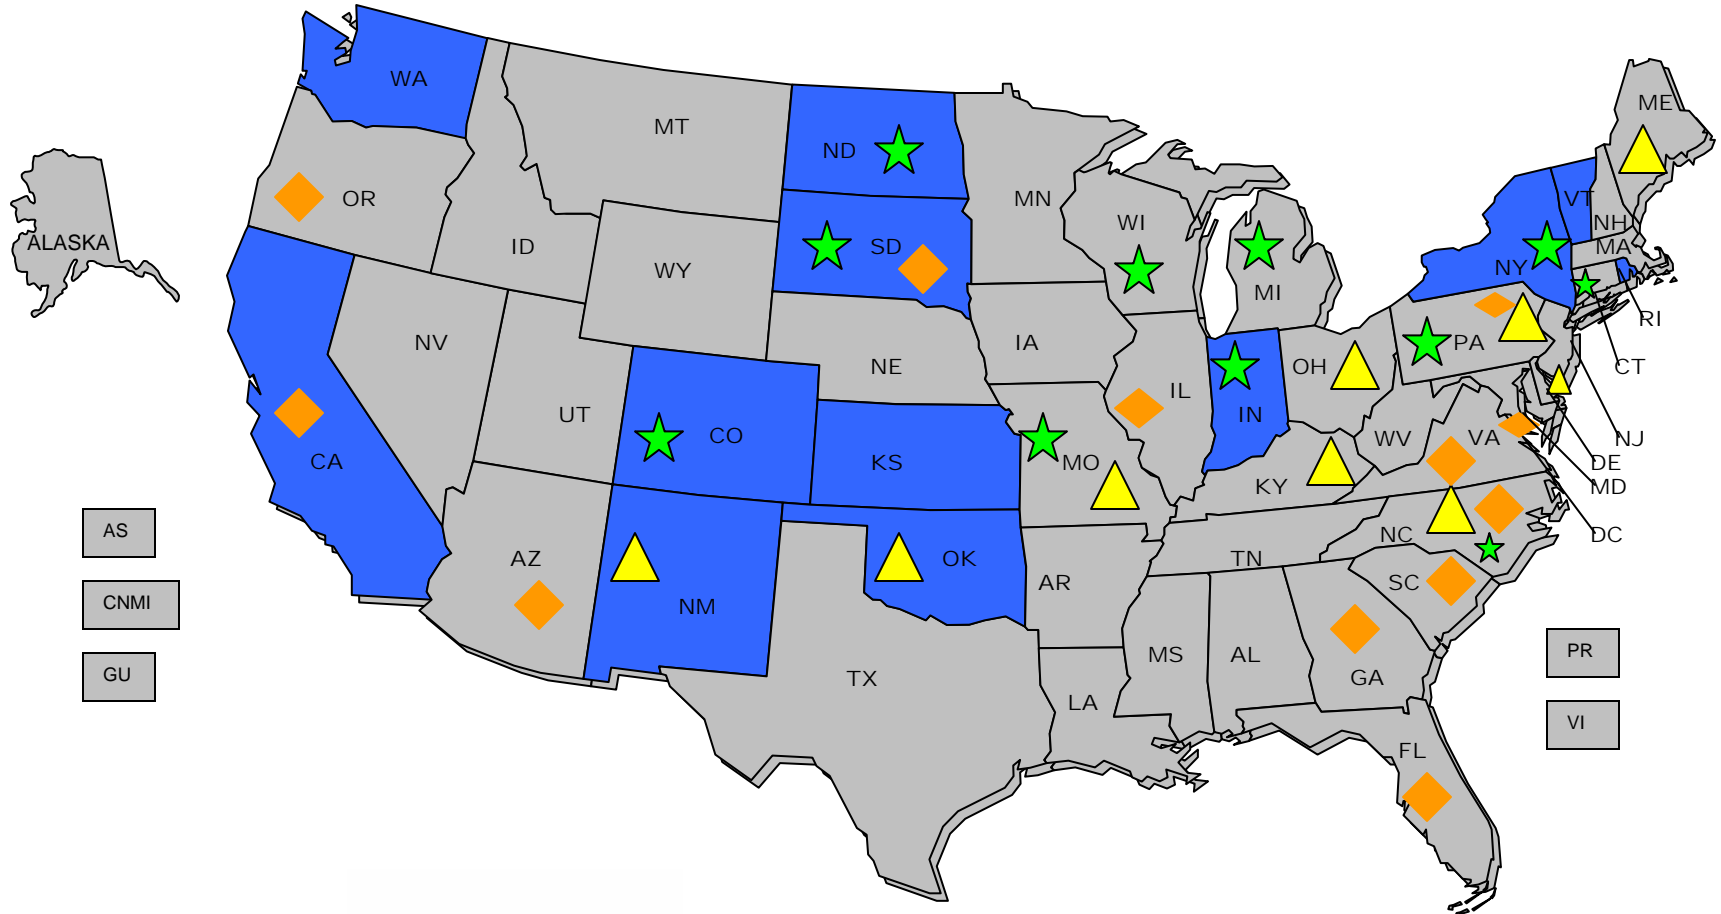 WA
MT
ND
ME
OR
MN
VT
WI
NH
ALASKA
ID
SD
MA
WY
NY
MI
RI
NV
IA
PA
NE
OH
CT
UT
IL
IN
CO
WV
VA
NJ
CA
KS
MO
DE
KY
MD
AS
NC
DC
AZ
OK
TN
AR
SC
CNMI
NM
PR
MS
AL
GU
TX
GA
LA
VI
FL